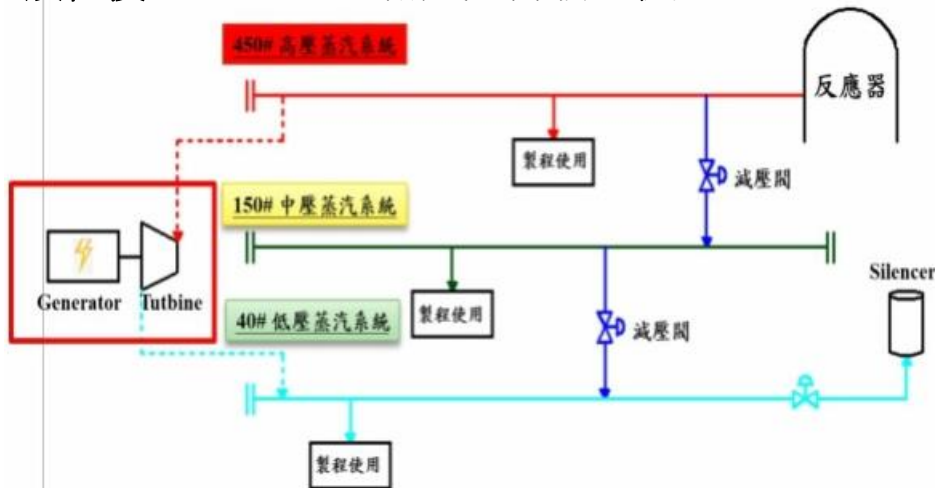 450# 高壓蒸汽系統
反應器
製程使用
減壓閥
150# 中壓蒸汽系統
Generator
Tutbine
製程使用
40# 低壓蒸汽系統
減壓閥
Silencer
製程使用